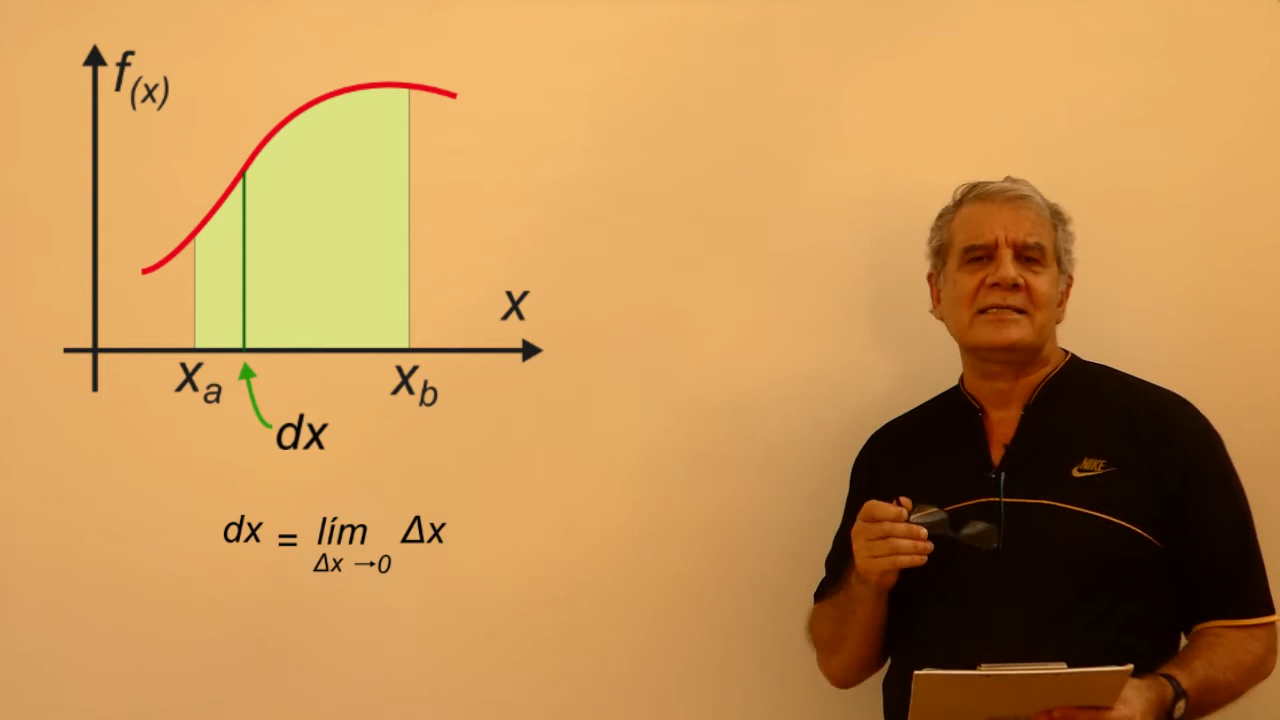 f(x)
x
xa
xb
dx
dx = lím Δx
Δx →0
NIKE